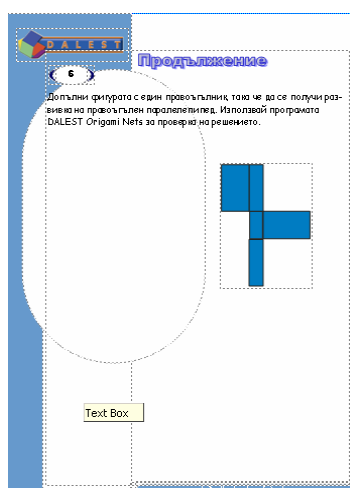 DALEST
Продължение
6
Допълни фигурата с един правоъгълник, така че да се получи раз-
вивка на правоъгълен паралелепипед. Използвай програмата
DALEST Origami Nets за проверка на решението.
Text Box